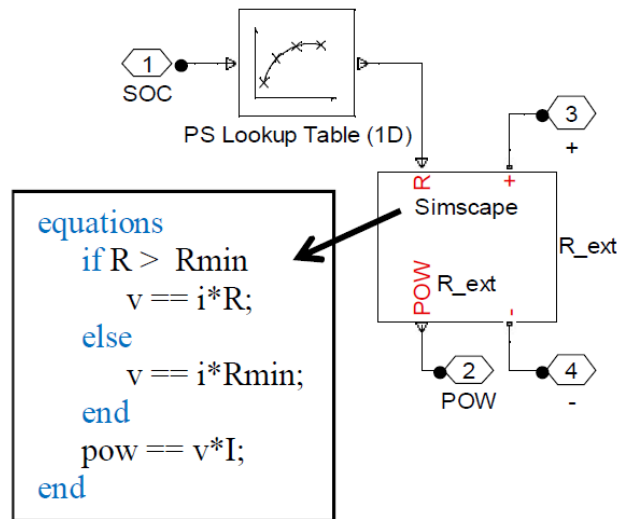 1
SOC
PS Lookup Table (1D)
3
+
R
+
Simscape
R_ext
POW
R_ext
-
2
POW
4
-
equations
if R > Rmin
v == i*R;
else
v == i*Rmin;
end
pow == v*I;
end